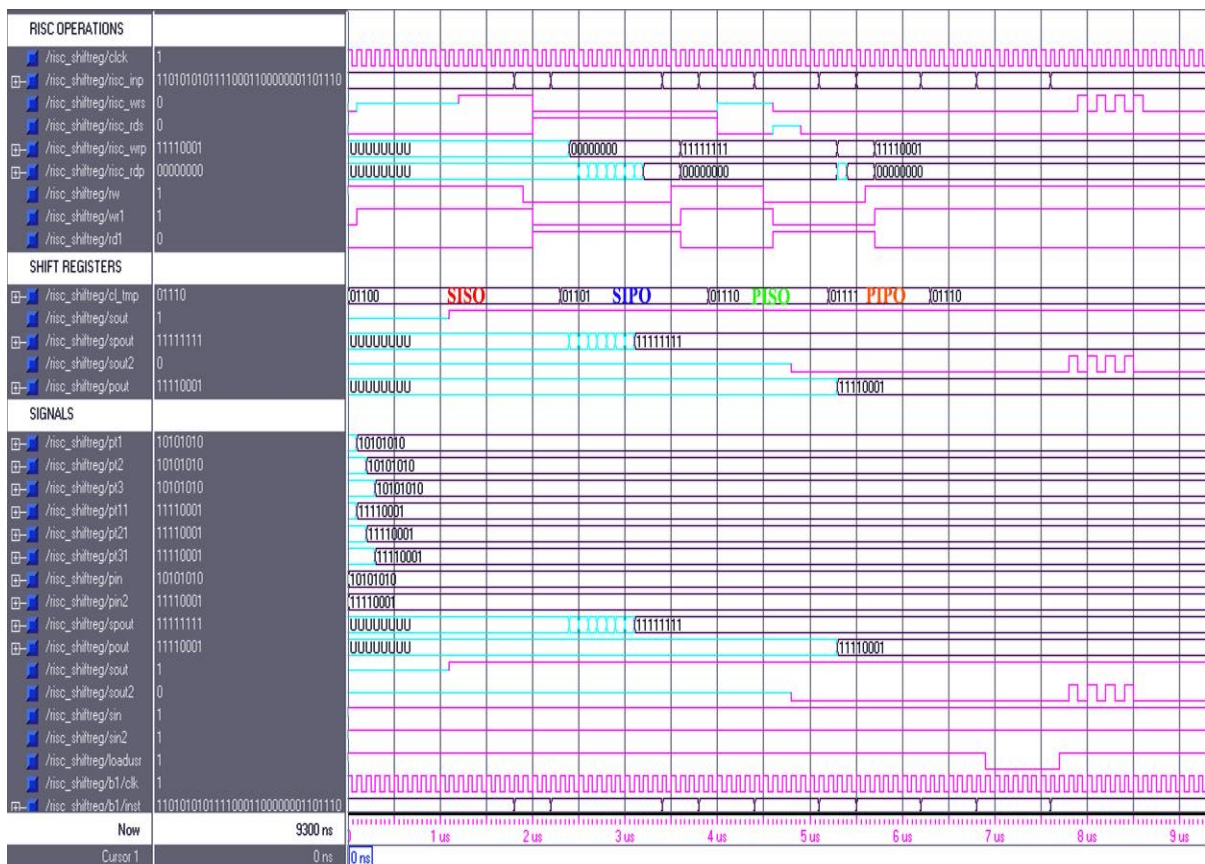 RISC OPERATIONS
/risc_shiftreg/clck 1
/risc_shiftreg/risc_inp 11010101011110001100000001101110
/risc_shiftreg/risc_wrs 0
/risc_shiftreg/risc_rds 0
/risc_shiftreg/risc_wrp 11110001 UUUUUUUU 00000000 11111111 11110001
/risc_shiftreg/risc_rdp 00000000 UUUUUUUU 00000000 00000000
/risc_shiftreg/rw 1
/risc_shiftreg/wr1 1
/risc_shiftreg/rd1 0
SHIFT REGISTERS
/risc_shiftreg/cl_tmp 01110 01100 SISO 01101 SIPO 01110 PISO 01111 PIPO 01110
/risc_shiftreg/sout 1
/risc_shiftreg/spout 11111111 UUUUUUUU 11111111
/risc_shiftreg/sout2 0
/risc_shiftreg/pout 11110001 UUUUUUUU 11110001
SIGNALS
/risc_shiftreg/pt1 10101010 10101010
/risc_shiftreg/pt2 10101010 10101010
/risc_shiftreg/pt3 10101010 10101010
/risc_shiftreg/pt11 11110001 11110001
/risc_shiftreg/pt21 11110001 11110001
/risc_shiftreg/pt31 11110001 11110001
/risc_shiftreg/pin 10101010 10101010
/risc_shiftreg/pin2 11110001 11110001
/risc_shiftreg/spout 11111111 UUUUUUUU 11111111
/risc_shiftreg/pout 11110001 UUUUUUUU 11110001
/risc_shiftreg/sout 1
/risc_shiftreg/sout2 0
/risc_shiftreg/sin 1
/risc_shiftreg/sin2 1
/risc_shiftreg/loadusr 1
/risc_shiftreg/b1/clk 1
/risc_shiftreg/b1/inst 11010101011110001100000001101110
Now 9300 ns 0 1 us 2 us 3 us 4 us 5 us 6 us 7 us 8 us 9 us
Cursor 1 0 ns 0 ns